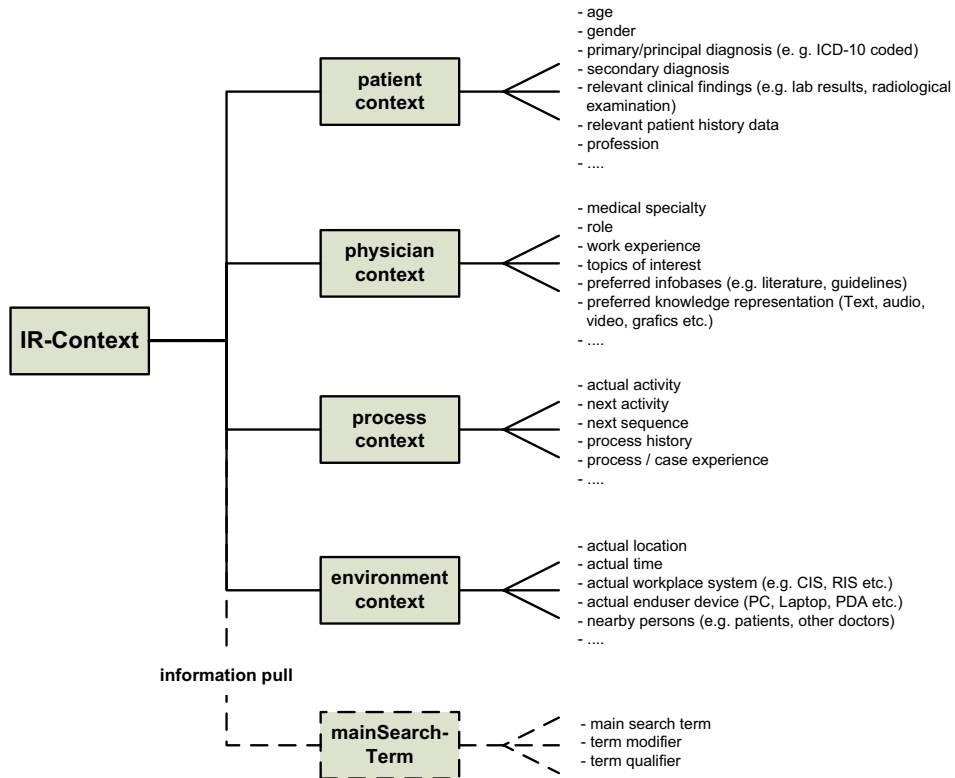 - age
- gender
- primary/principal diagnosis (e. g. ICD-10 coded)
- secondary diagnosis
- relevant clinical findings (e.g. lab results, radiological
examination)
- relevant patient history data
- profession
- ....
patient
context
- medical specialty
- role
- work experience
- topics of interest
- preferred infobases (e.g. literature, guidelines)
- preferred knowledge representation (Text, audio,
video, grafics etc.)
- ....
physician
context
IR-Context
- actual activity
- next activity
- next sequence
- process history
- process / case experience
- ....
process
context
- actual location
- actual time
- actual workplace system (e.g. CIS, RIS etc.)
- actual enduser device (PC, Laptop, PDA etc.)
- nearby persons (e.g. patients, other doctors)
- ....
environment
context
information pull
mainSearch-
Term
- main search term
- term modifier
- term qualifier